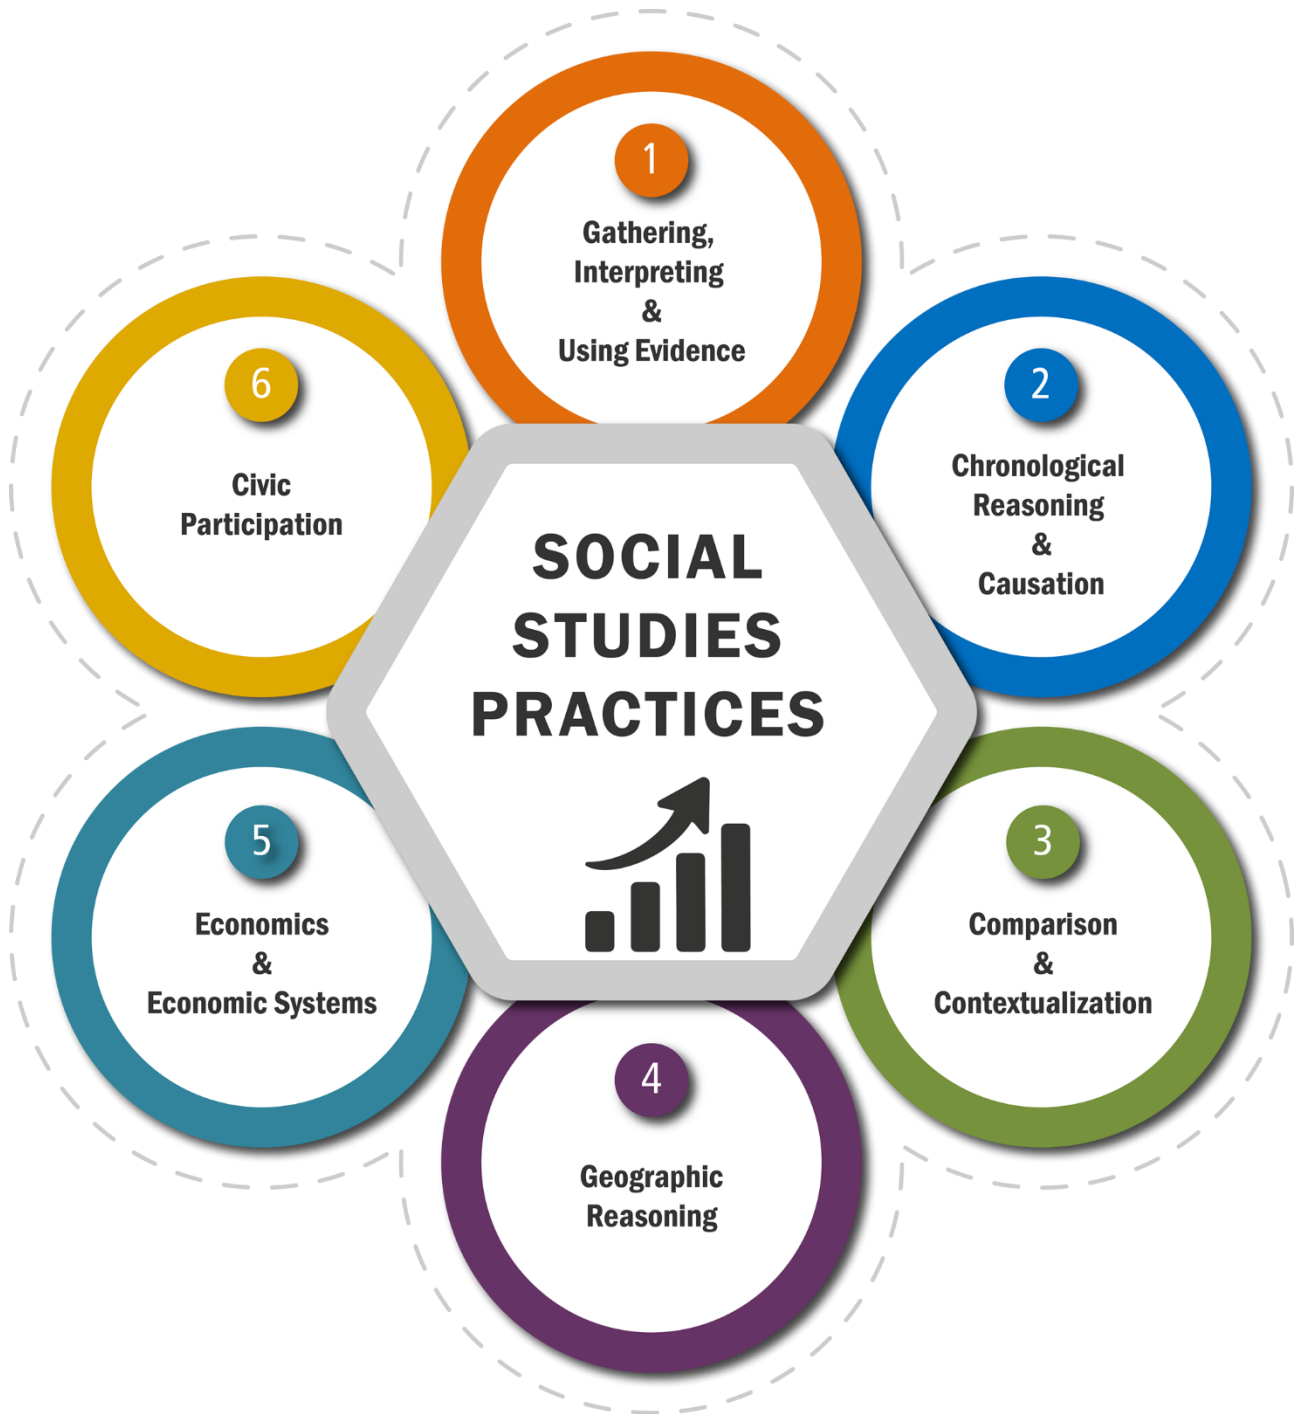 1
Gathering,
Interpreting
&
Using Evidence
2
Chronological
Reasoning
&
Causation
3
Comparison
&
Contextualization
4
Geographic
Reasoning
5
Economics
&
Economic Systems
6
Civic
Participation
SOCIAL
STUDIES
PRACTICES